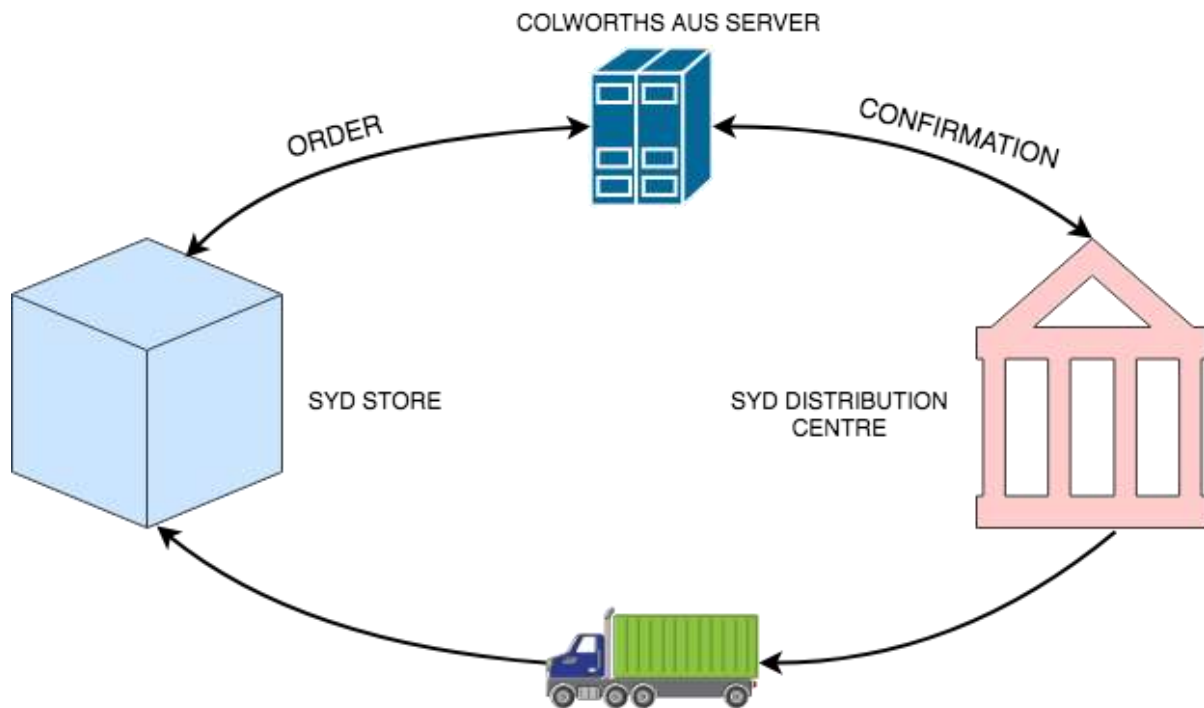 COLWORTHS AUS SERVER
ORDER
CONFIRMATION
SYD STORE
SYD DISTRIBUTION
CENTRE